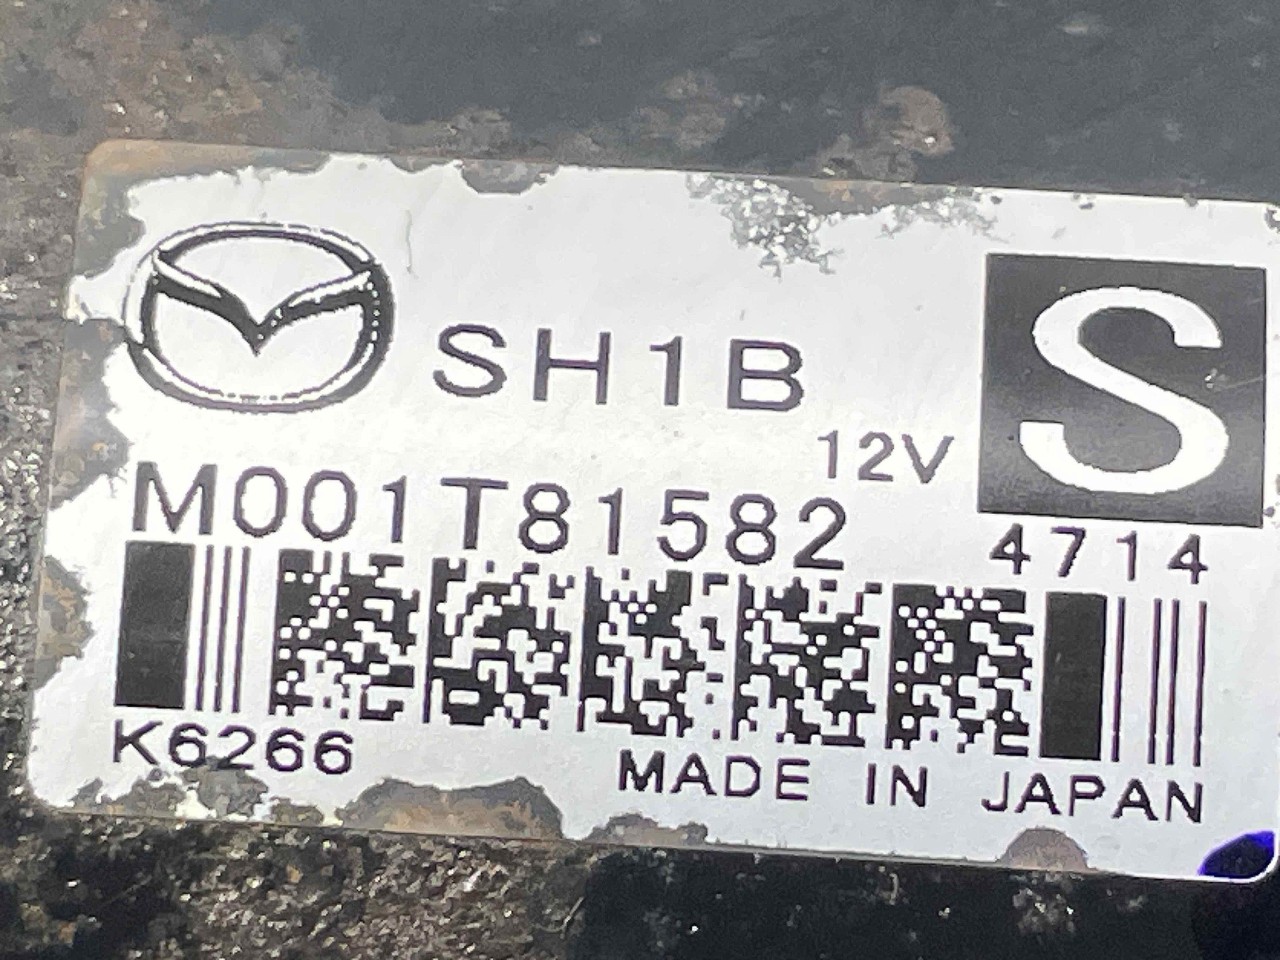 SH1B
S
12V
M001T81582
4714
K6266
MADE IN JAPAN